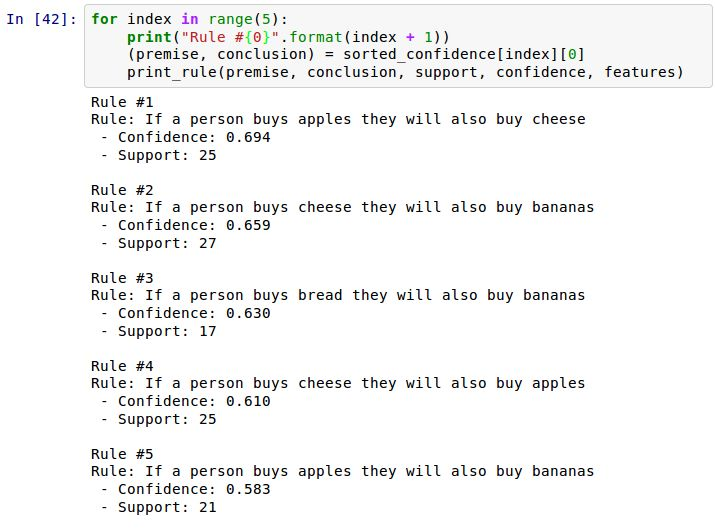 In [42]: for index in range(5):
    print("Rule #{0}".format(index + 1))
    (premise, conclusion) = sorted_confidence[index][0]
    print_rule(premise, conclusion, support, confidence, features)
Rule #1
Rule: If a person buys apples they will also buy cheese
 - Confidence: 0.694
 - Support: 25
Rule #2
Rule: If a person buys cheese they will also buy bananas
 - Confidence: 0.659
 - Support: 27
Rule #3
Rule: If a person buys bread they will also buy bananas
 - Confidence: 0.630
 - Support: 17
Rule #4
Rule: If a person buys cheese they will also buy apples
 - Confidence: 0.610
 - Support: 25
Rule #5
Rule: If a person buys apples they will also buy bananas
 - Confidence: 0.583
 - Support: 21